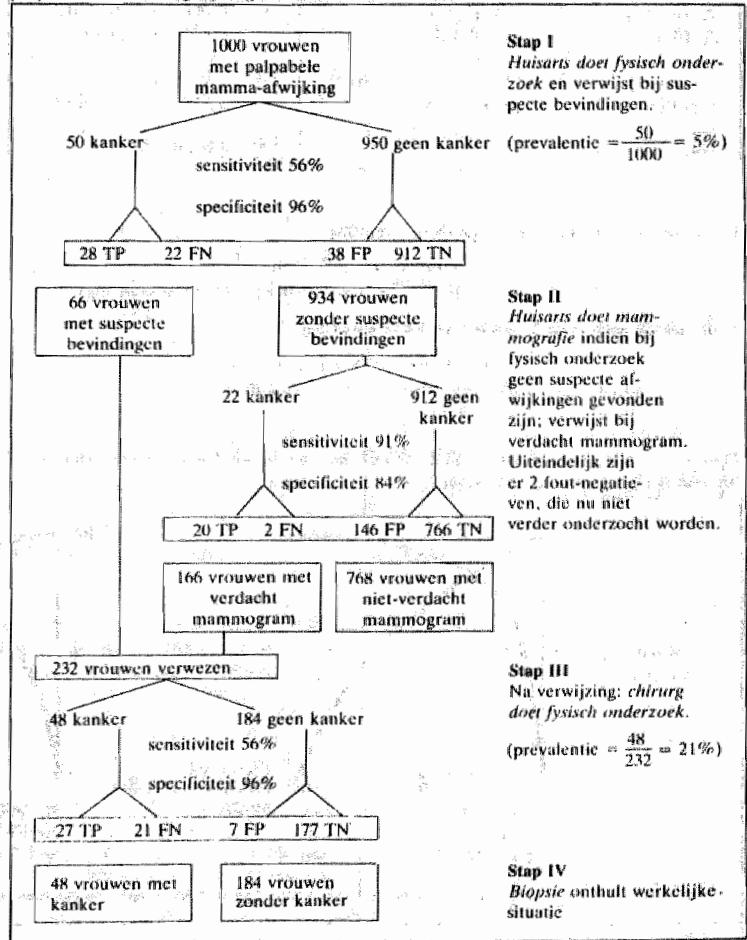 1000 vrouwen
met palpabele
mamma-afwijking
Stap I
Huisarts doet fysisch onder-
zoek en verwijst bij sus-
pecte bevindingen.
(prevalentie = 50/1000 = 5%)
50 kanker
950 geen kanker
sensitiviteit 56%
specificiteit 96%
28 TP 22 FN 38 FP 912 TN
66 vrouwen
met suspecte
bevindingen
934 vrouwen
zonder suspecte
bevindingen
Stap II
Huisarts doet mam-
mografie indien bij
fysisch onderzoek
geen suspecte af-
wijkingen gevonden
zijn; verwijst bij
verdacht mammogram.
Uiteindelijk zijn
er 2 fout-negatie-
ven, die nu niet
verder onderzocht worden.
22 kanker
912 geen
kanker
sensitiviteit 91%
specificiteit 84%
20 TP 2 FN 146 FP 766 TN
166 vrouwen met
verdacht
mammogram
768 vrouwen met
niet-verdacht
mammogram
232 vrouwen verwezen
Stap III
Na verwijzing: chirurg
doet fysisch onderzoek.
(prevalentie = 48/232 = 21%)
48 kanker
184 geen kanker
sensitiviteit 56%
specificiteit 96%
27 TP 21 FN 7 FP 177 TN
48 vrouwen met
kanker
184 vrouwen
zonder kanker
Stap IV
Biopsie onthult werkelijke
situatie